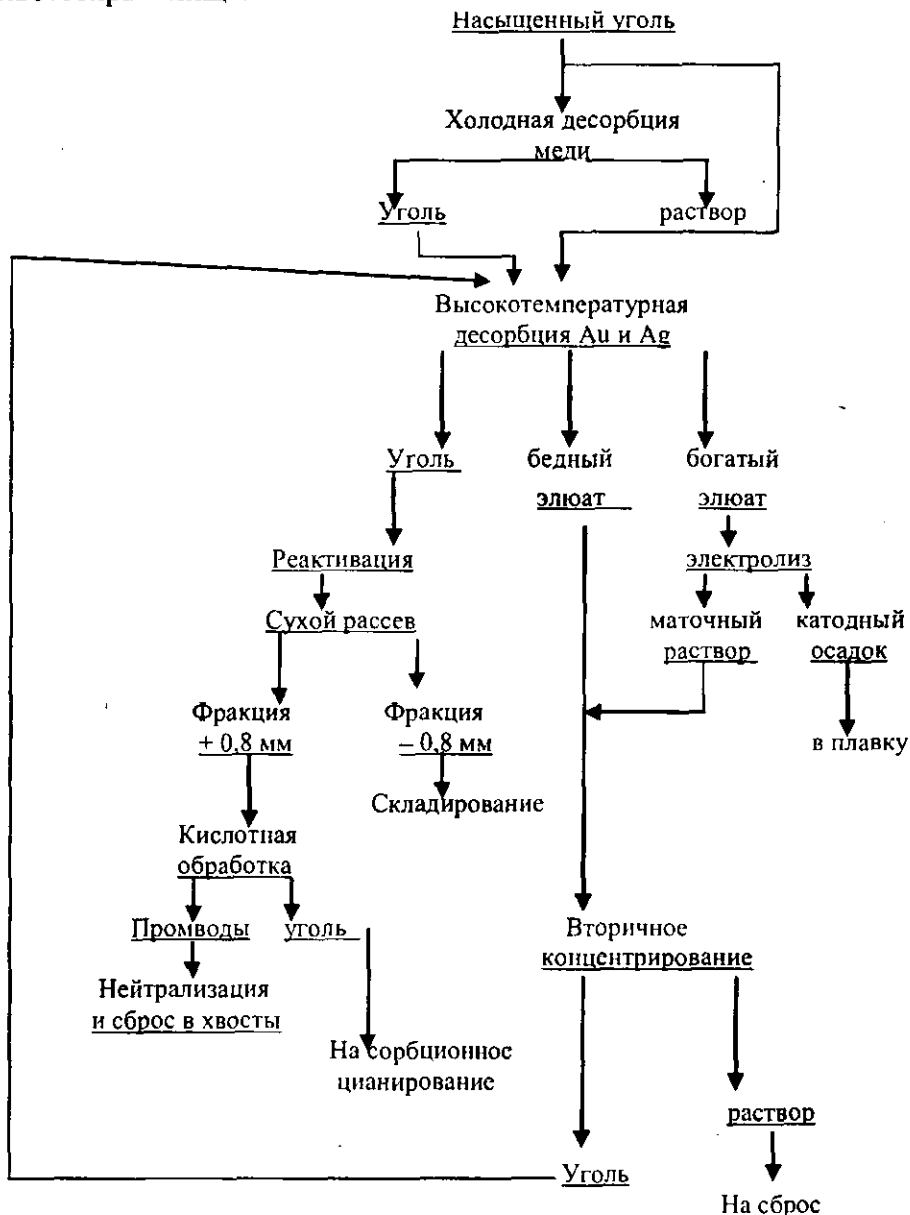 Насыщенный уголь
Холодная десорбция
меди
Уголь
раствор
Высокотемпературная
десорбция Au и Ag
Уголь
бедный
богатый
элюат
элюат
Реактивация
электролиз
Сухой рассев
маточный
катодный
раствор
осадок
Фракция
Фракция
+ 0,8 мм
– 0,8 мм
в плавку
Складирование
Кислотная
обработка
Промводы
уголь
Вторичное
концентрирование
Нейтрализация
и сброс в хвосты
На сорбционное
цианирование
раствор
Уголь
На сброс